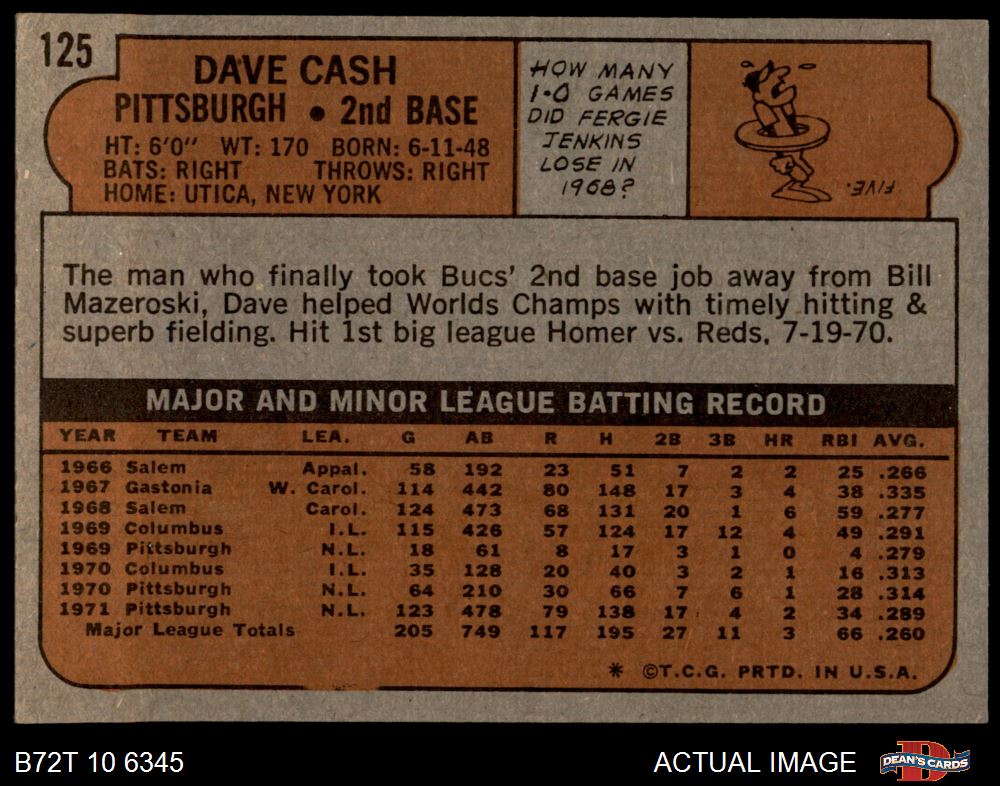 125
DAVE CASH
PITTSBURGH • 2nd BASE
HT: 6'0" WT: 170 BORN: 6-11-48
BATS: RIGHT THROWS: RIGHT
HOME: UTICA, NEW YORK
HOW MANY
1-0 GAMES
DID FERGIE
JENKINS
LOSE IN
1968?
FIVE.
The man who finally took Bucs' 2nd base job away from Bill
Mazeroski, Dave helped Worlds Champs with timely hitting &
superb fielding. Hit 1st big league Homer vs. Reds, 7-19-70.
MAJOR AND MINOR LEAGUE BATTING RECORD
YEAR TEAM LEA. G AB R H 2B 3B HR RBI AVG.
1966 Salem Appal. 58 192 23 51 7 2 2 25 .266
1967 Gastonia W. Carol. 114 442 80 148 17 3 4 38 .335
1968 Salem Carol. 124 473 68 131 20 1 6 59 .277
1969 Columbus I.L. 115 426 57 124 17 12 4 49 .291
1969 Pittsburgh N.L. 18 61 8 17 3 1 0 4 .279
1970 Columbus I.L. 35 128 20 40 3 2 1 16 .313
1970 Pittsburgh N.L. 64 210 30 66 7 6 1 28 .314
1971 Pittsburgh N.L. 123 478 79 138 17 4 2 34 .289
Major League Totals 205 749 117 195 27 11 3 66 .260
* ©T.C.G. PRTD. IN U.S.A.
B72T 10 6345 ACTUAL IMAGE D DEAN'S CARDS